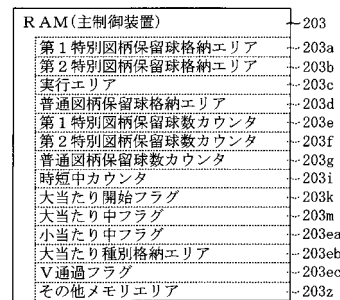 RAM(主制御装置) 203
第1特別図柄保留球格納エリア 203a
第2特別図柄保留球格納エリア 203b
実行エリア 203c
普通図柄保留球格納エリア 203d
第1特別図柄保留球数カウンタ 203e
第2特別図柄保留球数カウンタ 203f
普通図柄保留球数カウンタ 203g
時短中カウンタ 203i
大当たり開始フラグ 203k
大当たり中フラグ 203m
小当たり中フラグ 203ea
大当たり種別格納エリア 203eb
V通過フラグ 203ec
その他メモリエリア 203z